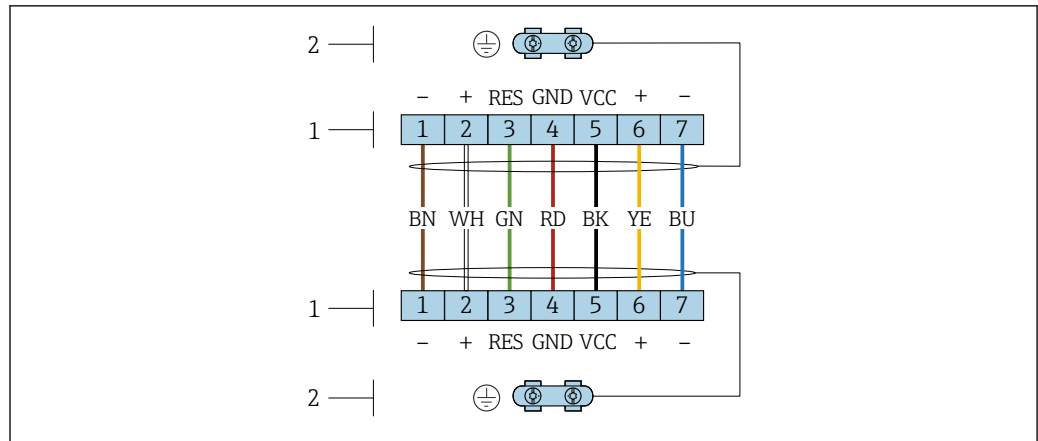 2
– + RES GND VCC + –
1 1 2 3 4 5 6 7
BN WH GN RD BK YE BU
1 1 2 3 4 5 6 7
– + RES GND VCC + –
2